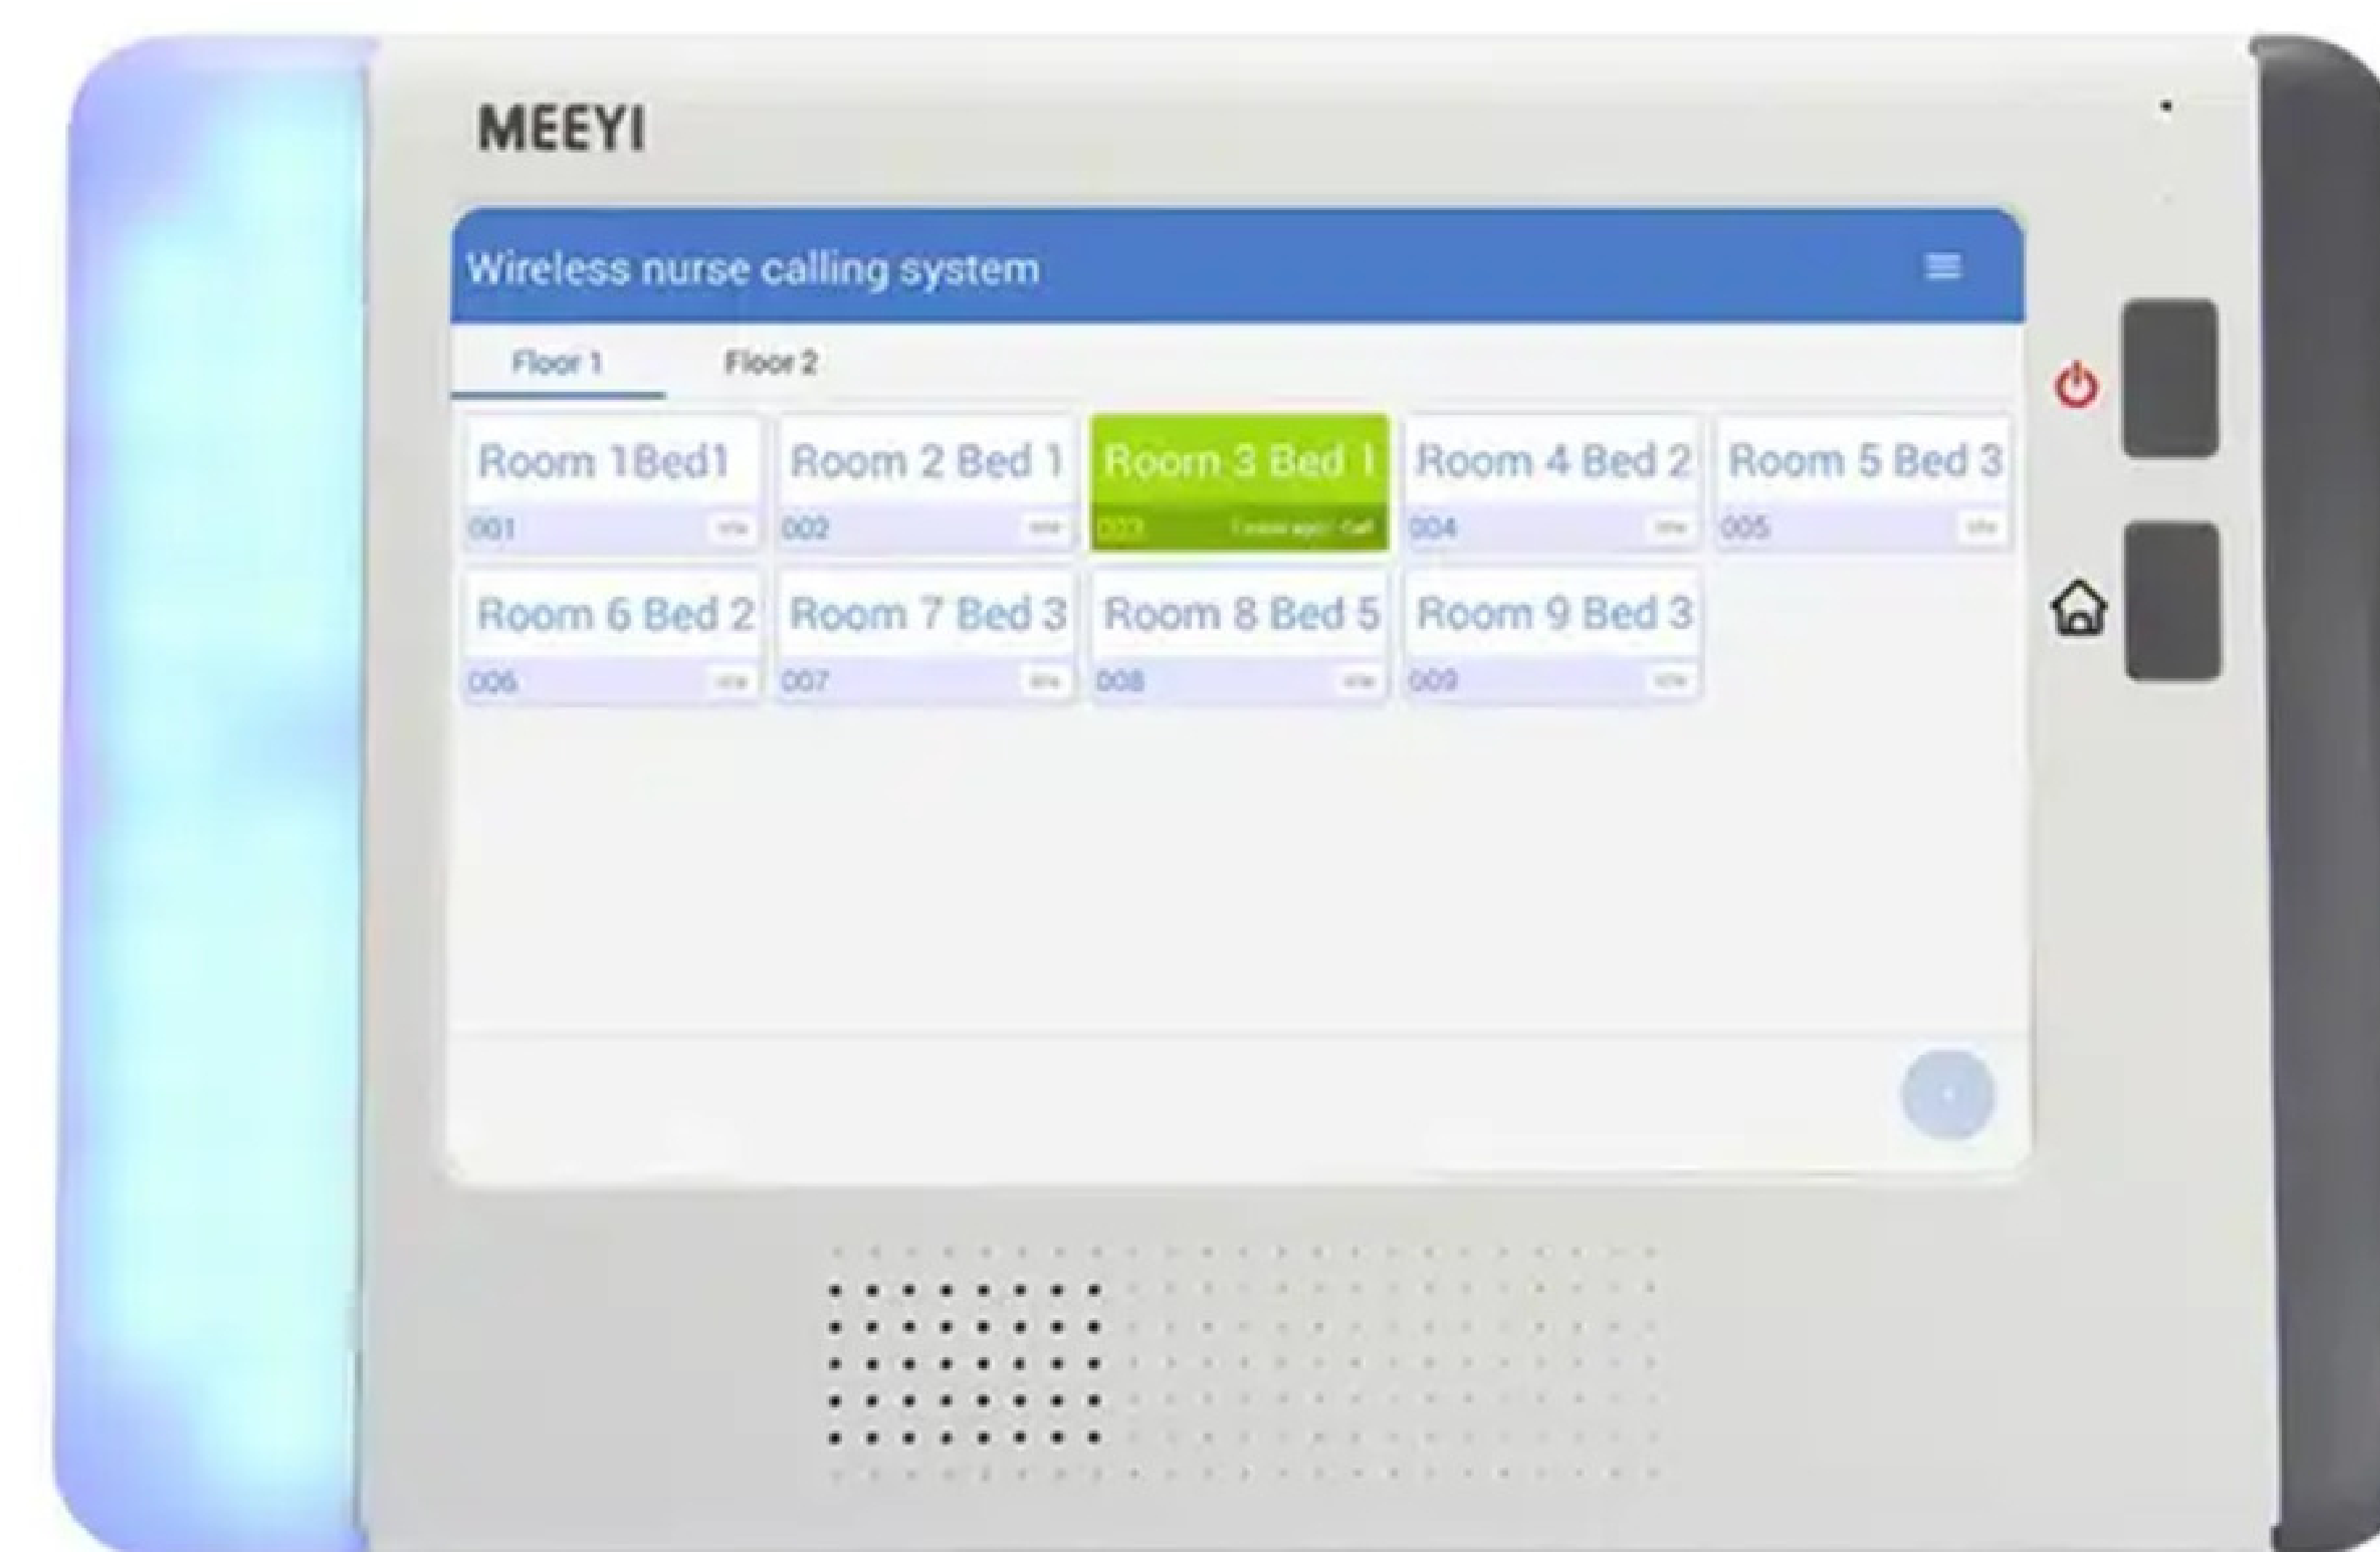 MEEYI
Wireless nurse calling system
Floor 1 Floor 2
Room 1Bed1 Room 2 Bed 1 Room 3 Bed 1 Room 4 Bed 2 Room 5 Bed 3
001 002 003 Call 004 005
Room 6 Bed 2 Room 7 Bed 3 Room 8 Bed 5 Room 9 Bed 3
006 007 008 009